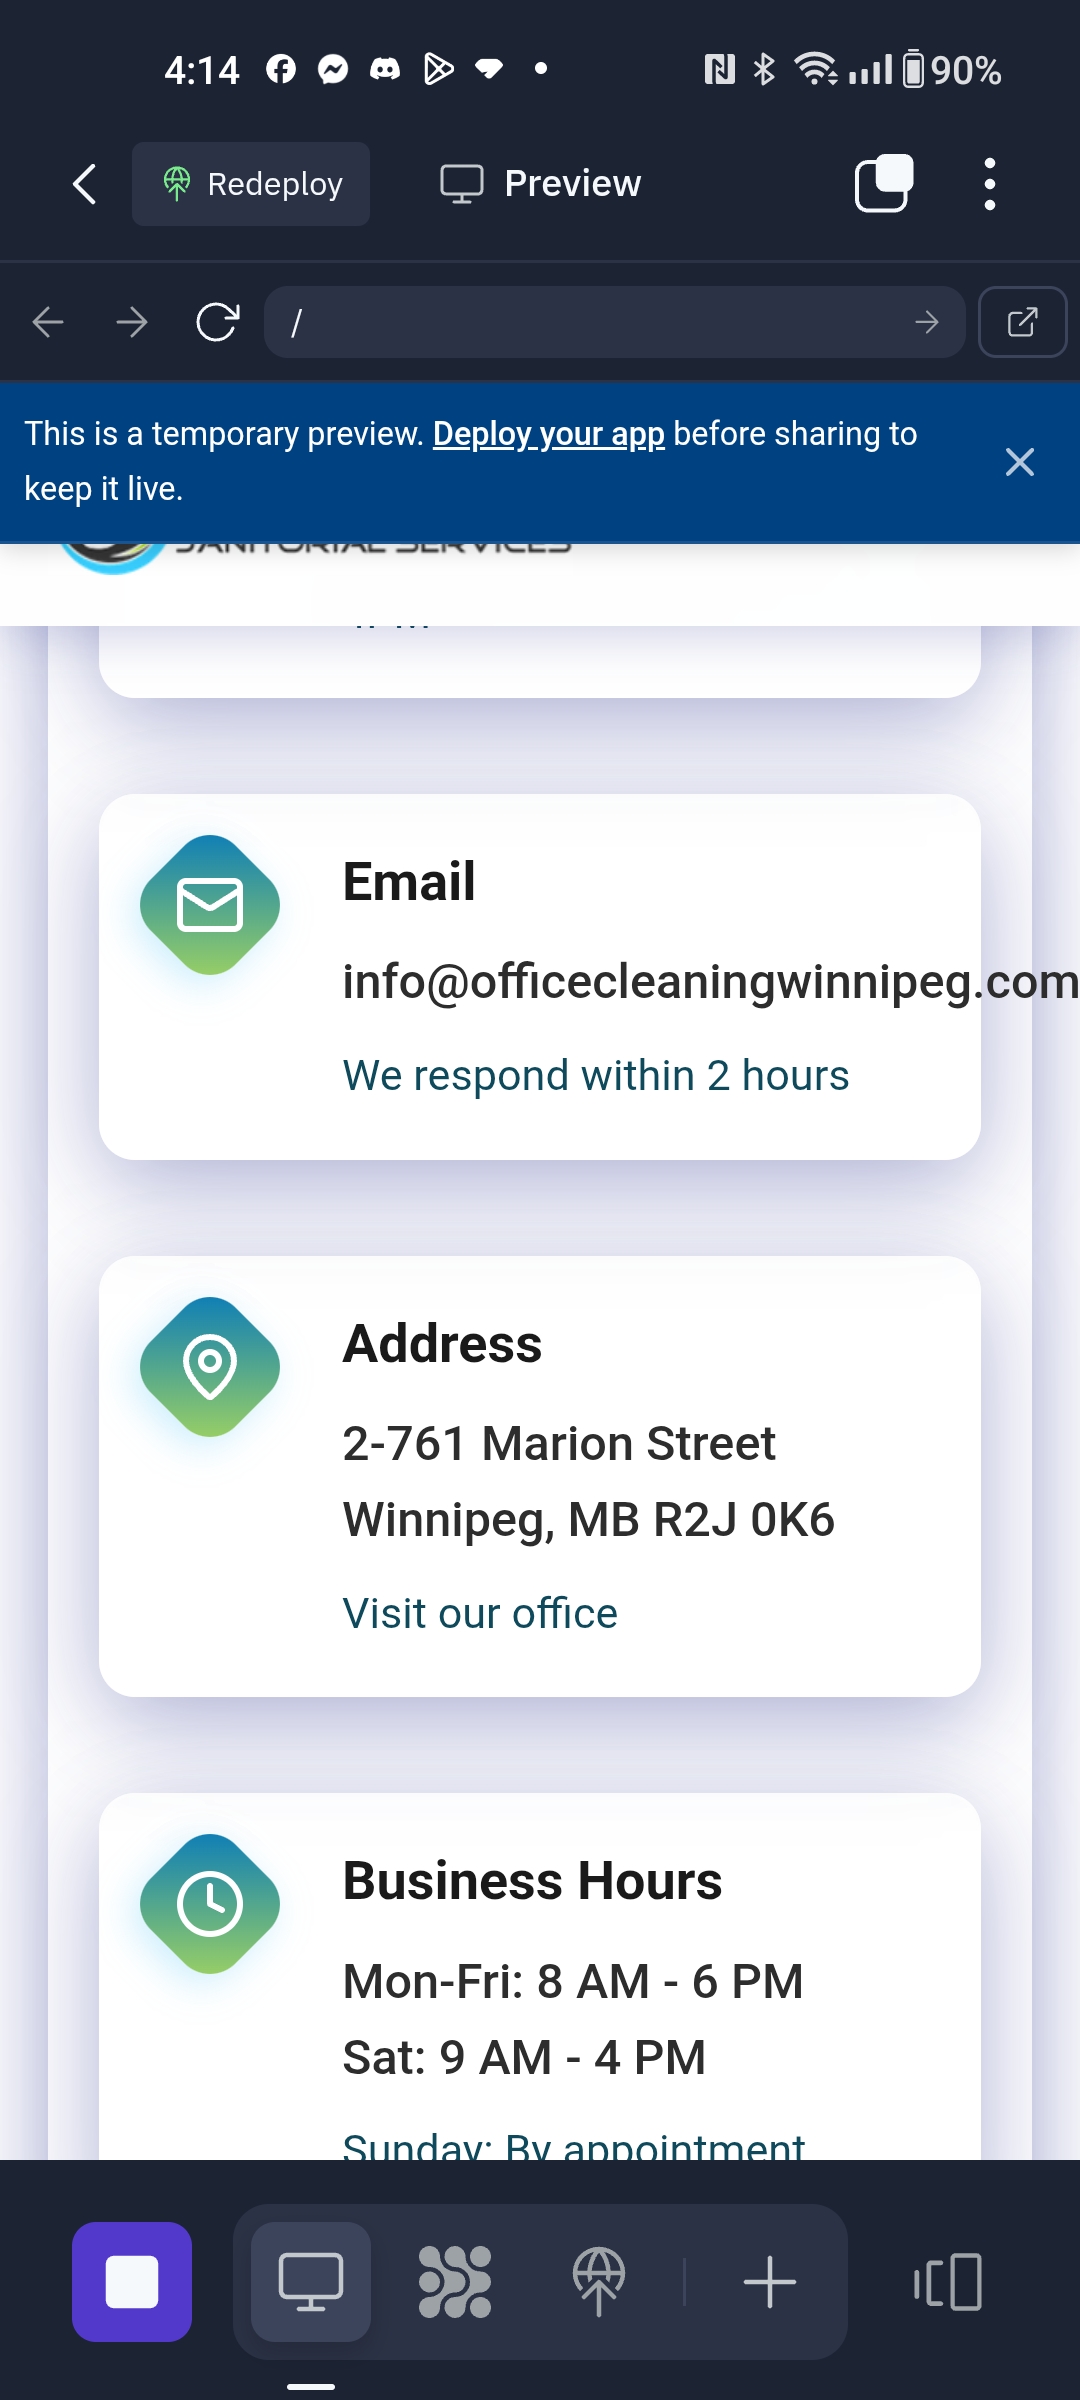 4:14
90%
Redeploy
Preview
/
This is a temporary preview. Deploy your app before sharing to
keep it live.
JANITORIAL SERVICES
Email
info@officecleaningwinnipeg.com
We respond within 2 hours
Address
2-761 Marion Street
Winnipeg, MB R2J 0K6
Visit our office
Business Hours
Mon-Fri: 8 AM - 6 PM
Sat: 9 AM - 4 PM
Sunday: By appointment